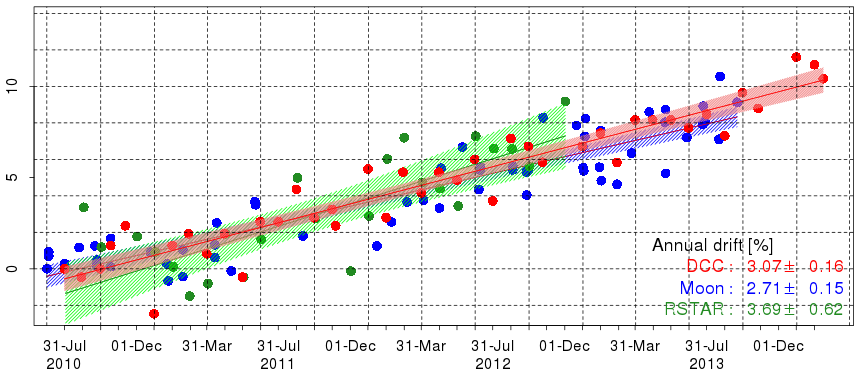 10
5
0
Annual drift [%]
DCC : 3.07± 0.16
Moon : 2.71± 0.15
RSTAR : 3.69± 0.62
31-Jul 01-Dec 31-Mar 31-Jul 01-Dec 31-Mar 31-Jul 01-Dec 31-Mar 31-Jul 01-Dec
2010 2011 2012 2013